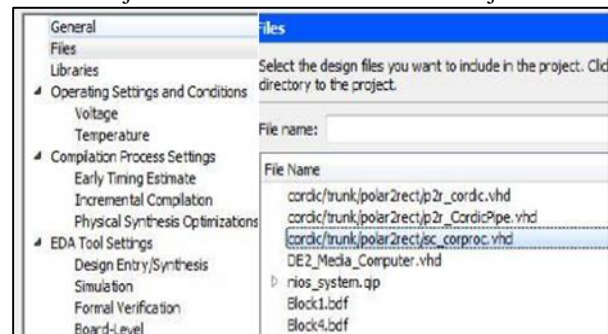 General
Files
Libraries
Operating Settings and Conditions
Voltage
Temperature
Compilation Process Settings
Early Timing Estimate
Incremental Compilation
Physical Synthesis Optimizations
EDA Tool Settings
Design Entry/Synthesis
Simulation
Formal Verification
Board-Level
Files
Select the design files you want to include in the project. Clic
directory to the project.
File name:
File Name
cordic/trunk/polar2rect/p2r_cordic.vhd
cordic/trunk/polar2rect/p2r_CordicPipe.vhd
cordic/trunk/polar2rect/sc_corproc.vhd
DE2_Media_Computer.vhd
nios_system.qip
Block1.bdf
Block4.bdf